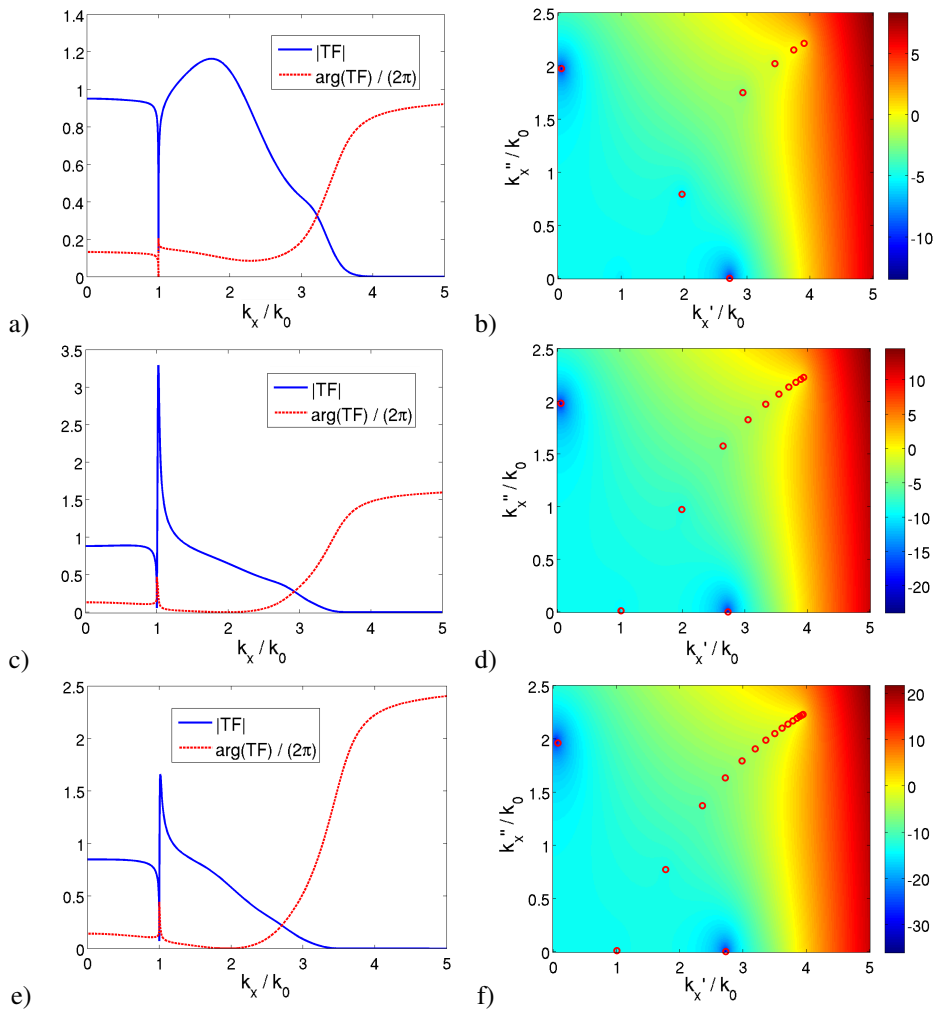 1.4
1.2
1
0.8
0.6
0.4
0.2
0
0 1 2 3 4 5
k_x / k_0
|TF|
arg(TF) / (2π)
a)
2.5
2
1.5
1
0.5
0
0 1 2 3 4 5
k_x' / k_0
k_x'' / k_0
5
0
-5
-10
b)
3.5
3
2.5
2
1.5
1
0.5
0
0 1 2 3 4 5
k_x / k_0
|TF|
arg(TF) / (2π)
c)
2.5
2
1.5
1
0.5
0
0 1 2 3 4 5
k_x' / k_0
k_x'' / k_0
10
5
0
-5
-10
-15
-20
d)
2.5
2
1.5
1
0.5
0
0 1 2 3 4 5
k_x / k_0
|TF|
arg(TF) / (2π)
e)
2.5
2
1.5
1
0.5
0
0 1 2 3 4 5
k_x' / k_0
k_x'' / k_0
20
10
0
-10
-20
-30
f)